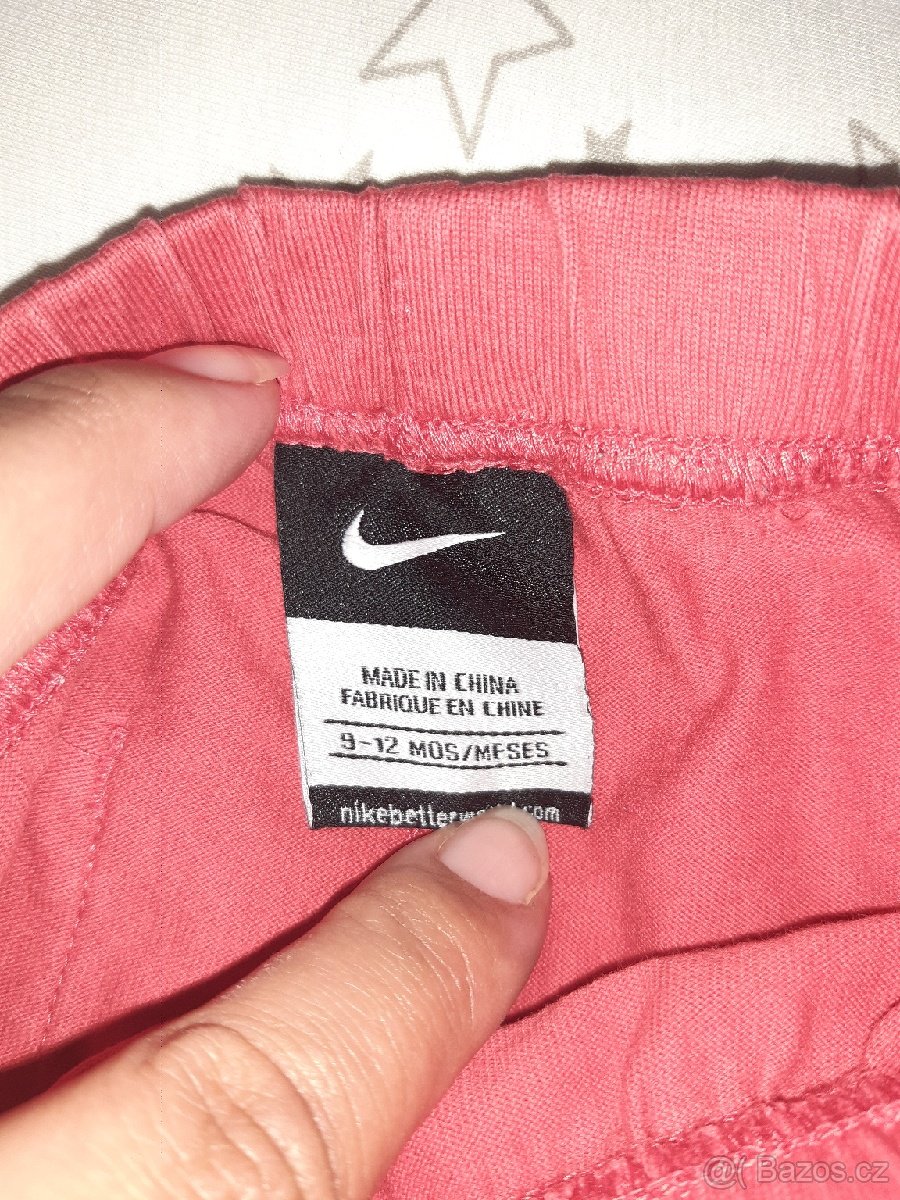 MADE IN CHINA
FABRIQUE EN CHINE
9-12 MOS/MESES
@( Bazos.cz